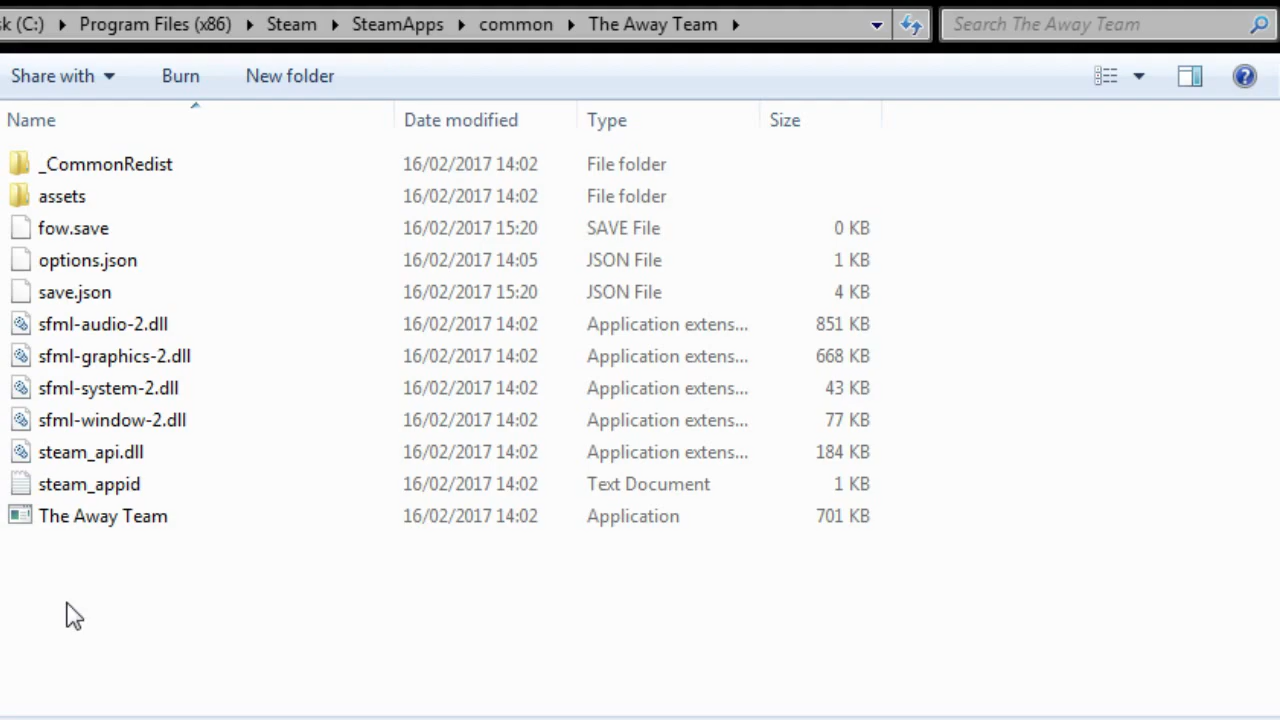 sk (C:) Program Files (x86) Steam SteamApps common The Away Team Search The Away Team
Share with Burn New folder
Name Date modified Type Size
_CommonRedist 16/02/2017 14:02 File folder
assets 16/02/2017 14:02 File folder
fow.save 16/02/2017 15:20 SAVE File 0 KB
options.json 16/02/2017 14:05 JSON File 1 KB
save.json 16/02/2017 15:20 JSON File 4 KB
sfml-audio-2.dll 16/02/2017 14:02 Application extens... 851 KB
sfml-graphics-2.dll 16/02/2017 14:02 Application extens... 668 KB
sfml-system-2.dll 16/02/2017 14:02 Application extens... 43 KB
sfml-window-2.dll 16/02/2017 14:02 Application extens... 77 KB
steam_api.dll 16/02/2017 14:02 Application extens... 184 KB
steam_appid 16/02/2017 14:02 Text Document 1 KB
The Away Team 16/02/2017 14:02 Application 701 KB